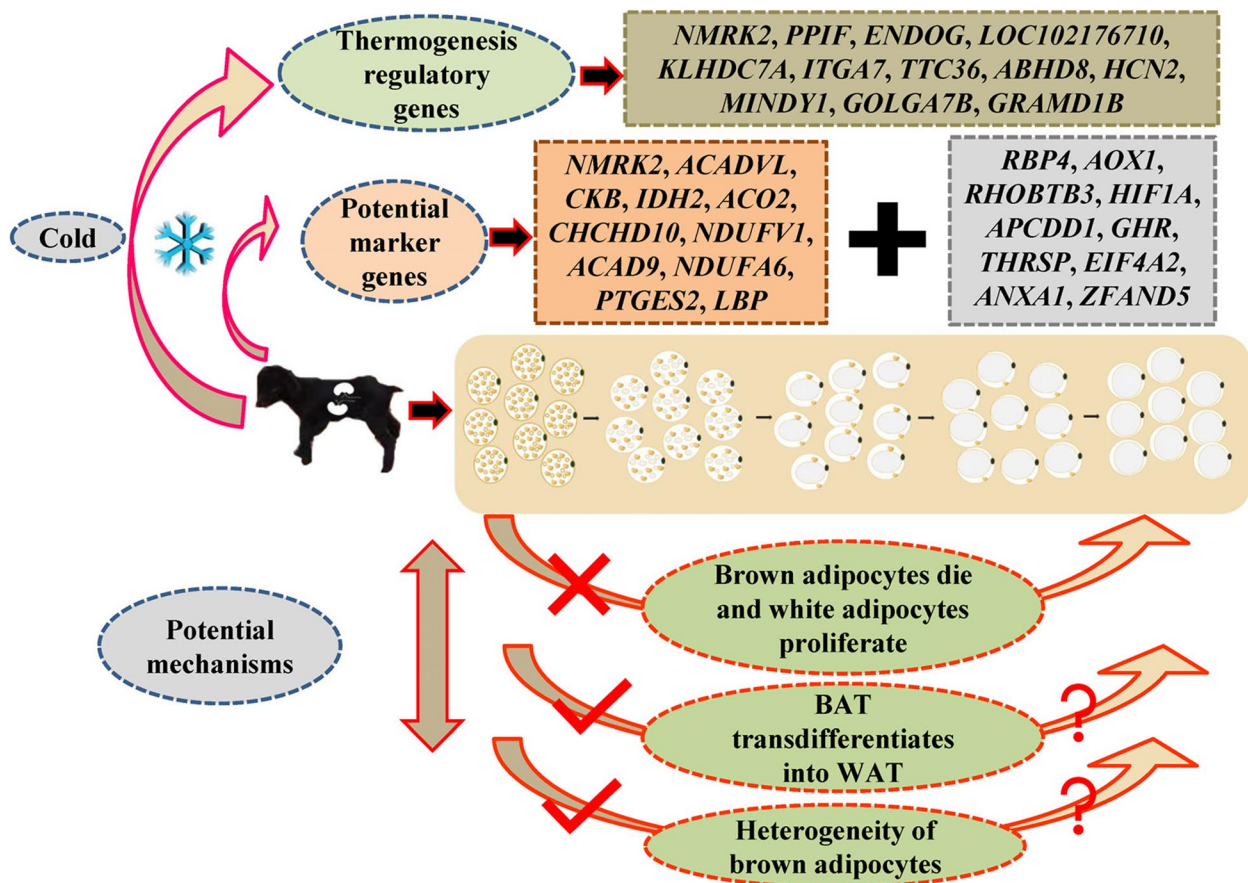 Thermogenesis
regulatory
genes
NMRK2, PPIF, ENDOG, LOC102176710,
KLHDC7A, ITGA7, TTC36, ABHD8, HCN2,
MINDY1, GOLGA7B, GRAMD1B
Cold
Potential
marker
genes
NMRK2, ACADVL,
CKB, IDH2, ACO2,
CHCHD10, NDUFV1,
ACAD9, NDUFA6,
PTGES2, LBP
RBP4, AOX1,
RHOBTB3, HIF1A,
APCDD1, GHR,
THRSP, EIF4A2,
ANXA1, ZFAND5
Potential
mechanisms
Brown adipocytes die
and white adipocytes
proliferate
BAT
transdifferentiates
into WAT
?
Heterogeneity of
brown adipocytes
?